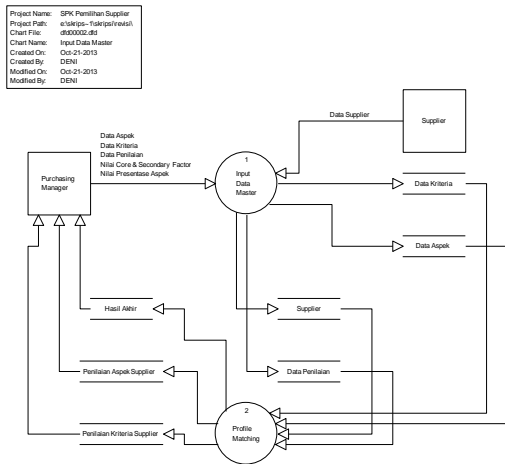 Project Name: SPK Pemilihan Supplier
Project Path: e:\skrips~1\skripsi\revisi\
Chart File: dfd00002.dfd
Chart Name: Input Data Master
Created On: Oct-21-2013
Created By: DENI
Modified On: Oct-21-2013
Modified By: DENI
Data Supplier
Supplier
Data Aspek
Data Kriteria
Data Penilaian
Nilai Core & Secondary Factor
Nilai Presentase Aspek
Purchasing
Manager
1
Input
Data
Master
Data Kriteria
Data Aspek
Hasil Akhir
Supplier
Penilaian Aspek Supplier
Data Penilaian
Penilaian Kriteria Supplier
2
Profile
Matching